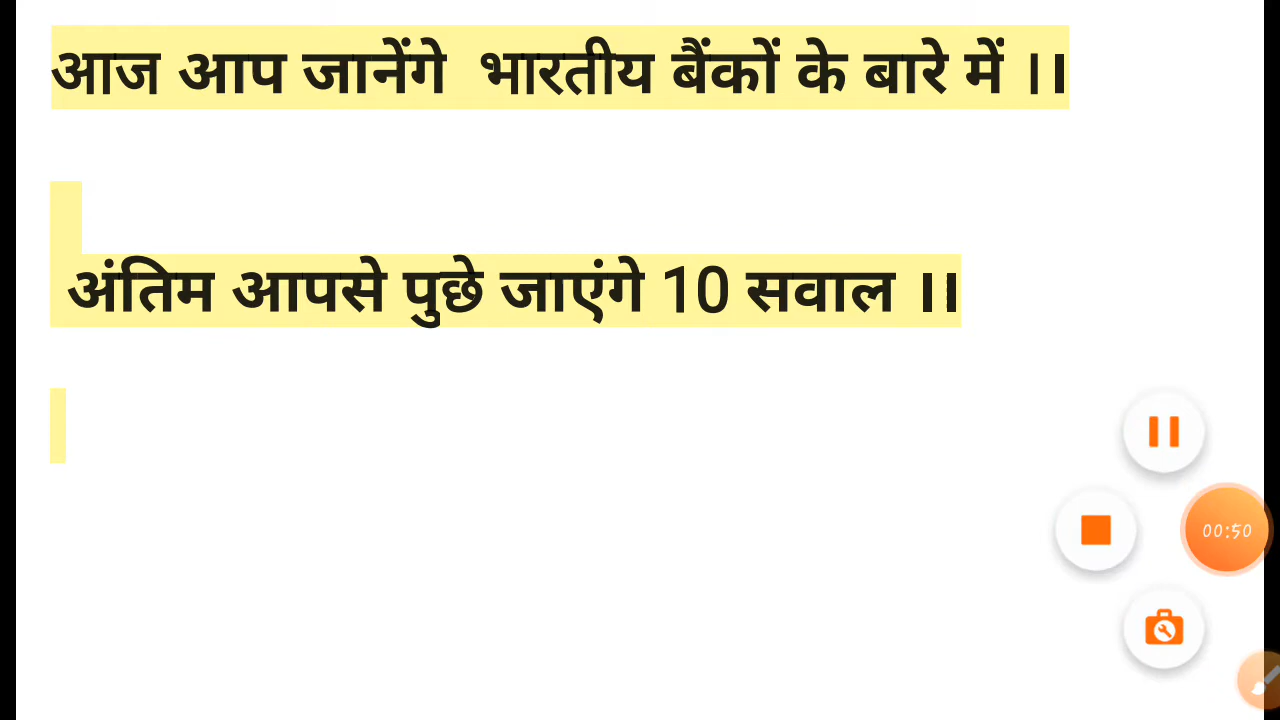 आज आप जानेंगे भारतीय बैंकों के बारे में ।।
अंतिम आपसे पुछे जाएंगे 10 सवाल ।।
00:50